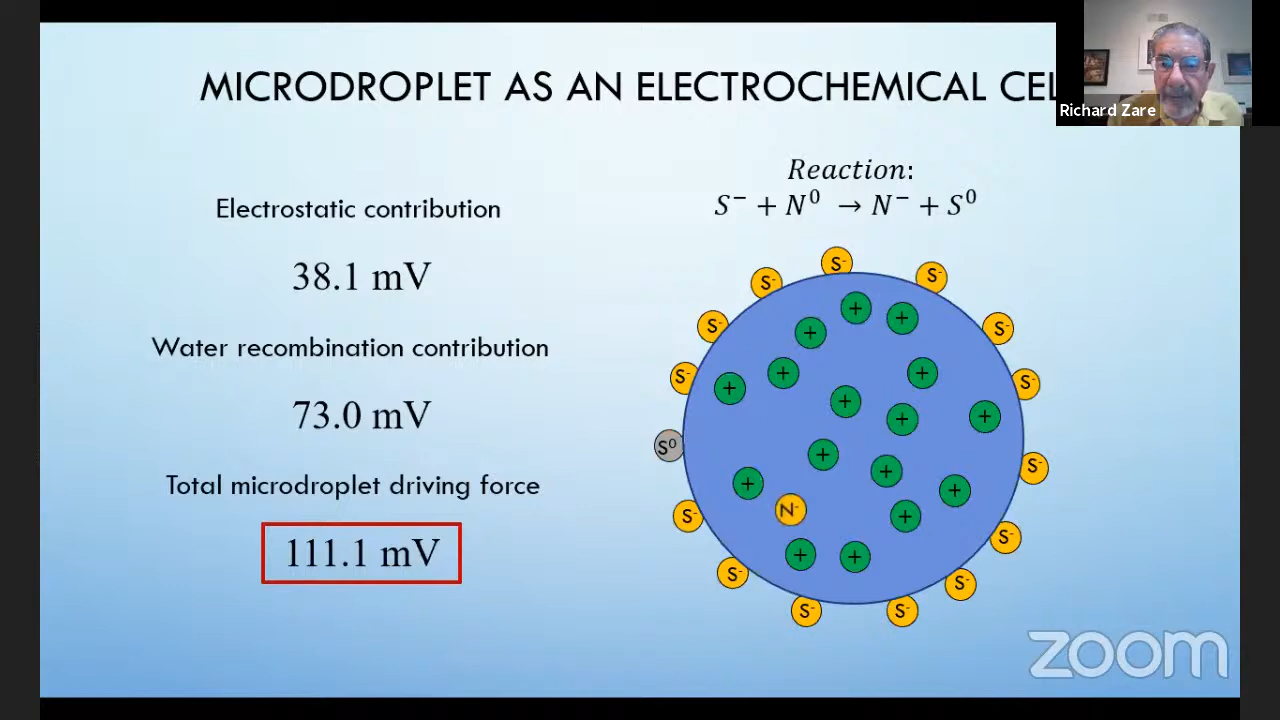 MICRODROPLET AS AN ELECTROCHEMICAL CEL
Richard Zare
Reaction:
S⁻ + N⁰ → N⁻ + S⁰
Electrostatic contribution
38.1 mV
Water recombination contribution
73.0 mV
Total microdroplet driving force
111.1 mV
S⁻
S⁻
S⁻
S⁻
S⁻
S⁻
S⁻
S⁰
S⁻
S⁻
S⁻
S⁻
S⁻
S⁻
S⁻
+
+
+
+
+
+
+
+
+
+
+
+
+
+
N⁻
+
+
+
zoom